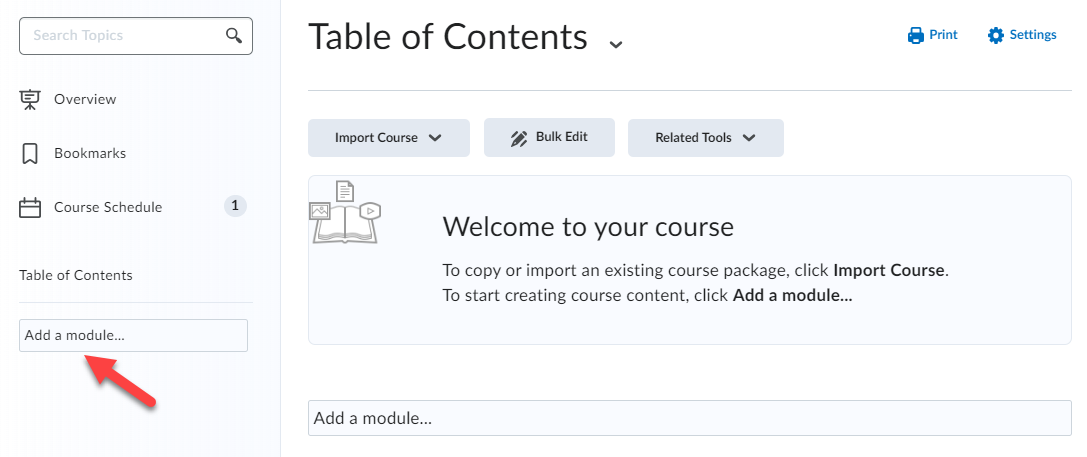 Search Topics
Overview
Bookmarks
Course Schedule 1
Table of Contents
Add a module...
Table of Contents
Print
Settings
Import Course
Bulk Edit
Related Tools
Welcome to your course
To copy or import an existing course package, click Import Course.
To start creating course content, click Add a module...
Add a module...